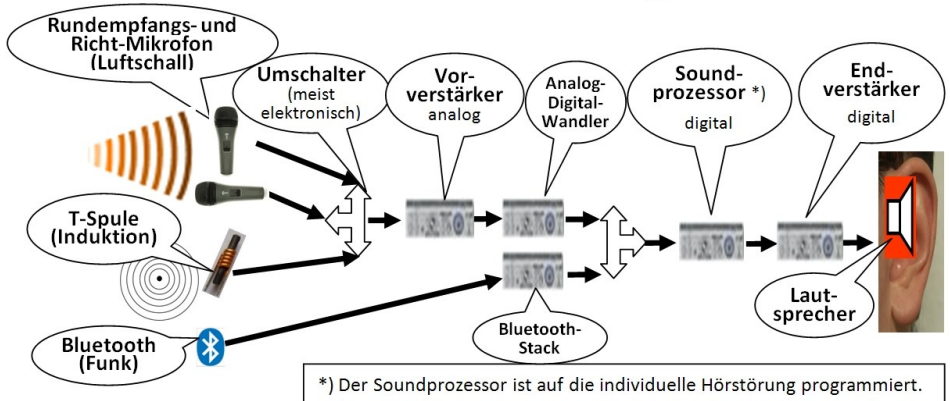 Rundempfangs- und
Richt-Mikrofon
(Luftschall)
Umschalter
(meist
elektronisch)
Vor-
verstärker
analog
Analog-
Digital-
Wandler
Sound-
prozessor *)
digital
End-
verstärker
digital
T-Spule
(Induktion)
Bluetooth
(Funk)
Bluetooth-
Stack
Laut-
sprecher
*) Der Soundprozessor ist auf die individuelle Hörstörung programmiert.